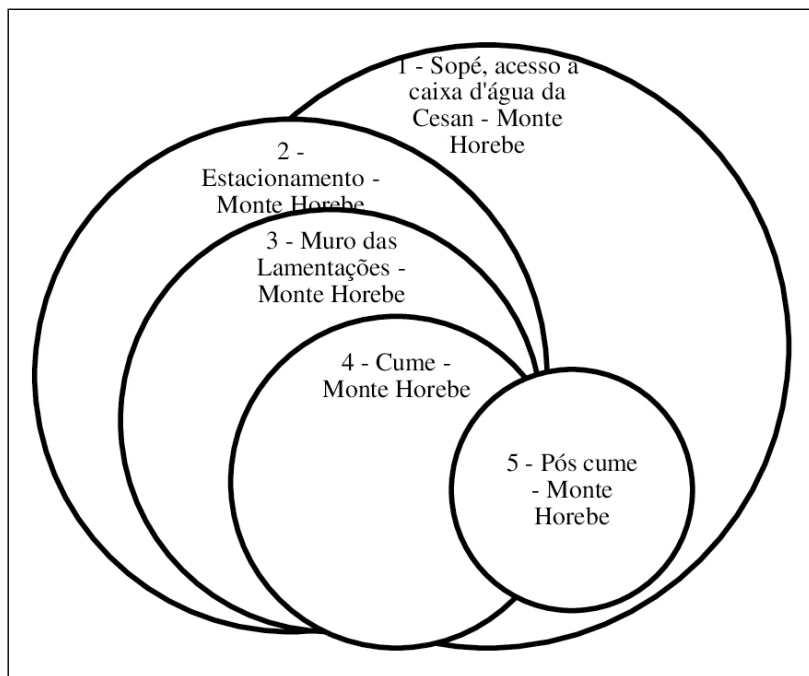 1 - Sopé, acesso a
caixa d'água da
Cesan - Monte
Horebe
2 -
Estacionamento -
Monte Horebe
3 - Muro das
Lamentações -
Monte Horebe
4 - Cume -
Monte Horebe
5 - Pós cume
- Monte
Horebe